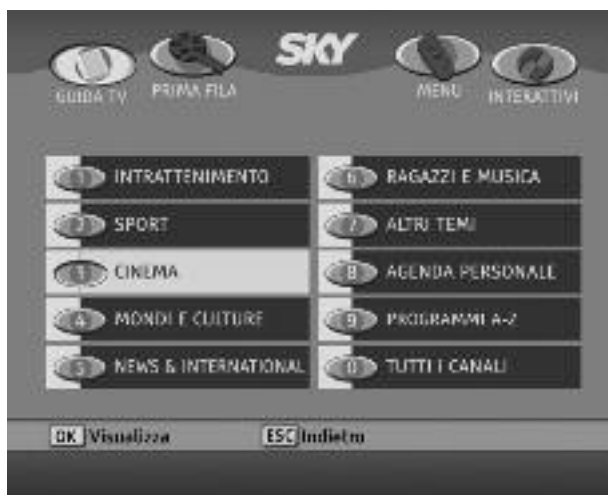 SKY
GUIDA TV
PRIMA FILA
MENU
INTERATTIVI
1 INTRATTENIMENTO
2 SPORT
3 CINEMA
4 MONDI E CULTURE
5 NEWS & INTERNATIONAL
6 RAGAZZI E MUSICA
7 ALTRI TEMI
8 AGENDA PERSONALE
9 PROGRAMMI A-Z
0 TUTTI I CANALI
OK Visualizza
ESC Indietro